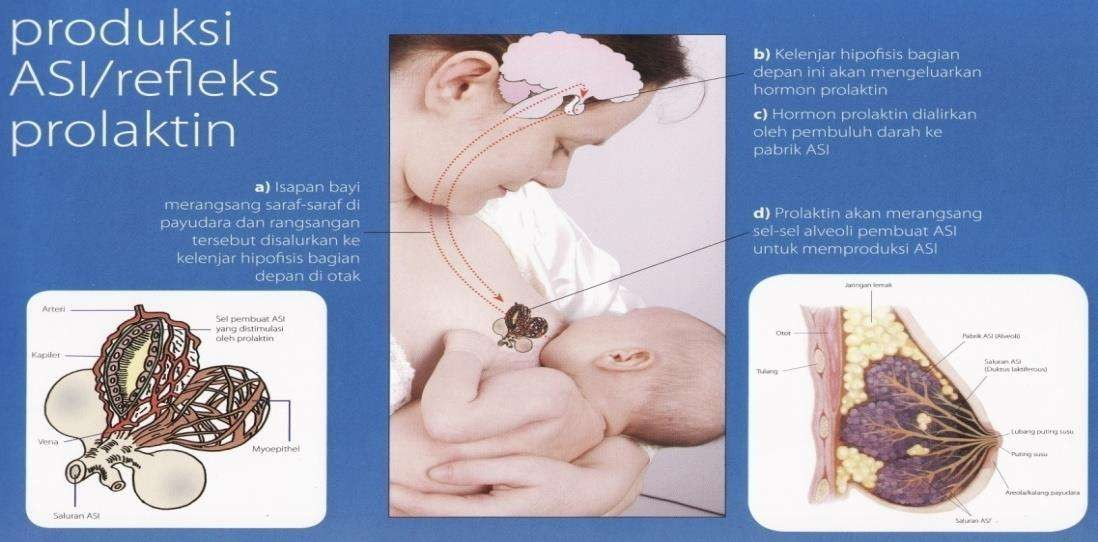 produksi
ASI/refleks
prolaktin
a) Isapan bayi
merangsang saraf-saraf di
payudara dan rangsangan
tersebut disalurkan ke
kelenjar hipofisis bagian
depan di otak
b) Kelenjar hipofisis bagian
depan ini akan mengeluarkan
hormon prolaktin
c) Hormon prolaktin dialirkan
oleh pembuluh darah ke
pabrik ASI
d) Prolaktin akan merangsang
sel-sel alveoli pembuat ASI
untuk memproduksi ASI
Arteri
Sel pembuat ASI
yang distimulasi
oleh prolaktin
Kapiler
Vena
Myoepithel
Saluran ASI
Jaringan lemak
Otot
Pabrik ASI (Alveoli)
Saluran ASI
(Duktus laktiferous)
Tulang
Lubang puting susu
Puting susu
Areola/kalang payudara
Saluran ASI